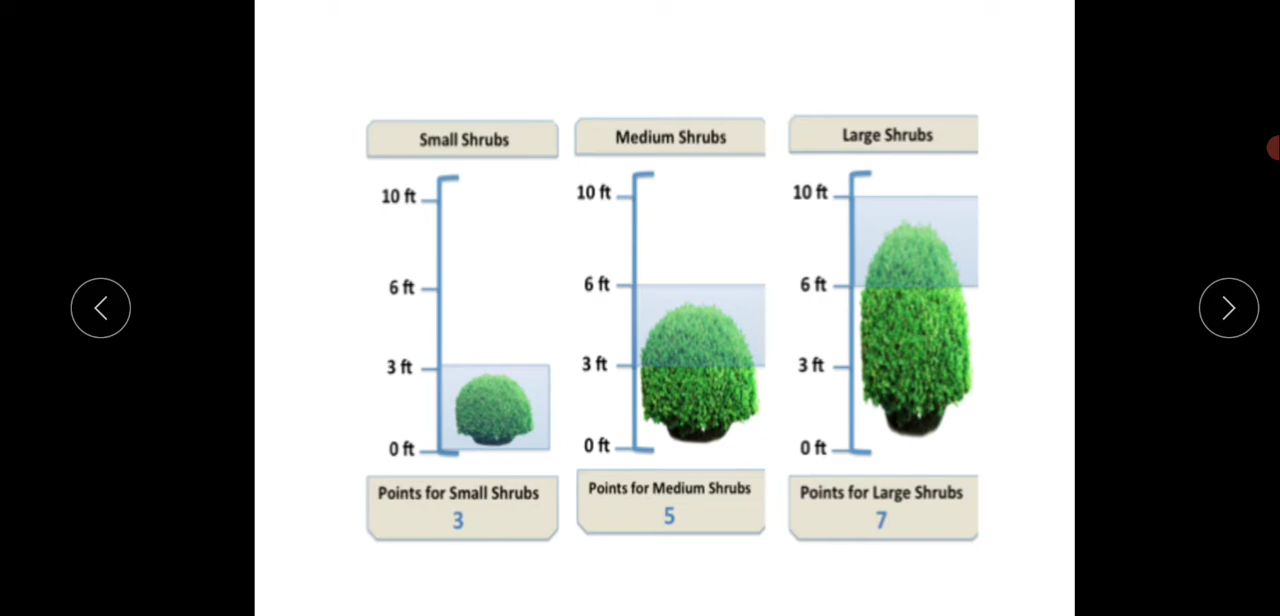 Small Shrubs
10 ft
6 ft
3 ft
0 ft
Points for Small Shrubs
3
Medium Shrubs
10 ft
6 ft
3 ft
0 ft
Points for Medium Shrubs
5
Large Shrubs
10 ft
6 ft
3 ft
0 ft
Points for Large Shrubs
7